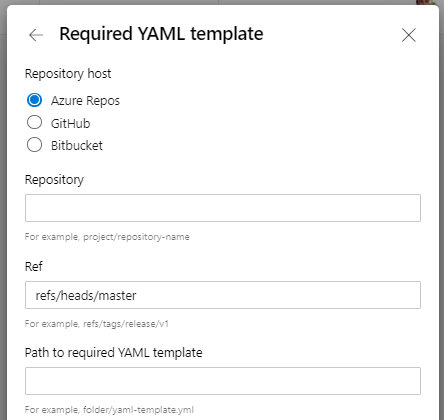 Required YAML template
Repository host
Azure Repos
GitHub
Bitbucket
Repository
For example, project/repository-name
Ref
refs/heads/master
For example, refs/tags/release/v1
Path to required YAML template
For example, folder/yaml-template.yml